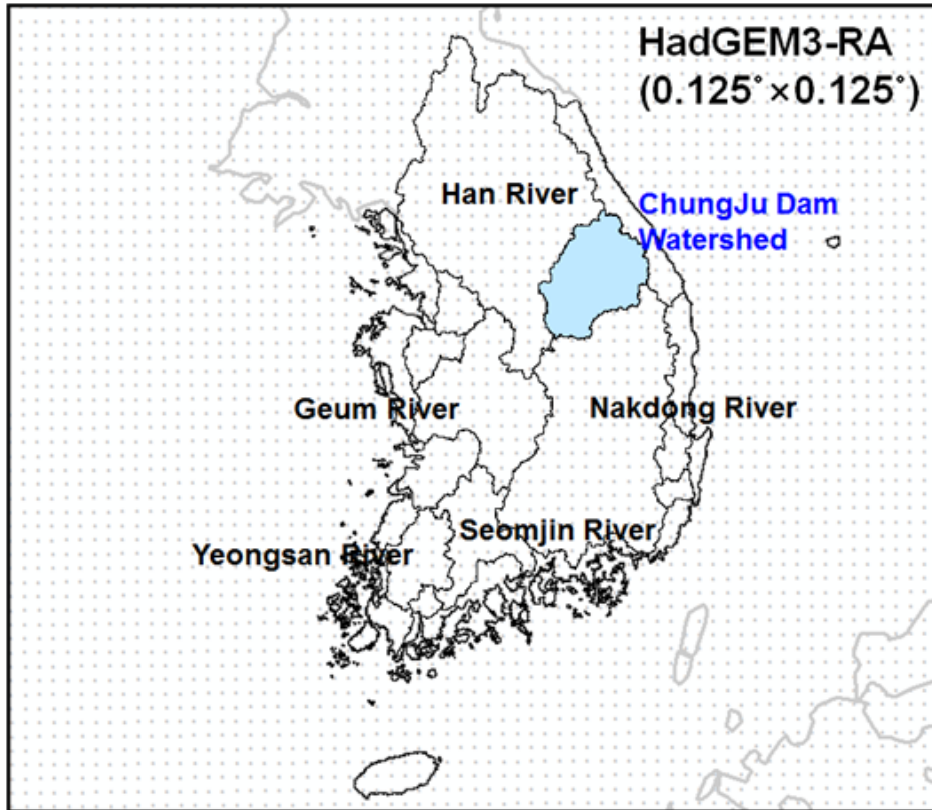 HadGEM3-RA
(0.125°×0.125°)
Han River
ChungJu Dam
Watershed
Geum River
Nakdong River
Seomjin River
Yeongsan River